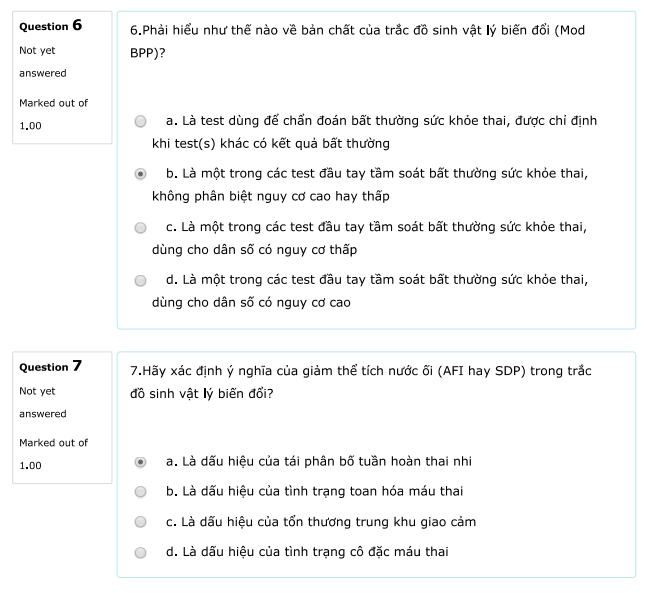 Question 6
Not yet
answered
Marked out of
1.00
6.Phải hiểu như thế nào về bản chất của trắc đồ sinh vật lý biến đổi (Mod
BPP)?
a. Là test dùng để chẩn đoán bất thường sức khỏe thai, được chỉ định
khi test(s) khác có kết quả bất thường
b. Là một trong các test đầu tay tầm soát bất thường sức khỏe thai,
không phân biệt nguy cơ cao hay thấp
c. Là một trong các test đầu tay tầm soát bất thường sức khỏe thai,
dùng cho dân số có nguy cơ thấp
d. Là một trong các test đầu tay tầm soát bất thường sức khỏe thai,
dùng cho dân số có nguy cơ cao
Question 7
Not yet
answered
Marked out of
1.00
7.Hãy xác định ý nghĩa của giảm thể tích nước ối (AFI hay SDP) trong trắc
đồ sinh vật lý biến đổi?
a. Là dấu hiệu của tái phân bố tuần hoàn thai nhi
b. Là dấu hiệu của tình trạng toan hóa máu thai
c. Là dấu hiệu của tổn thương trung khu giao cảm
d. Là dấu hiệu của tình trạng cô đặc máu thai